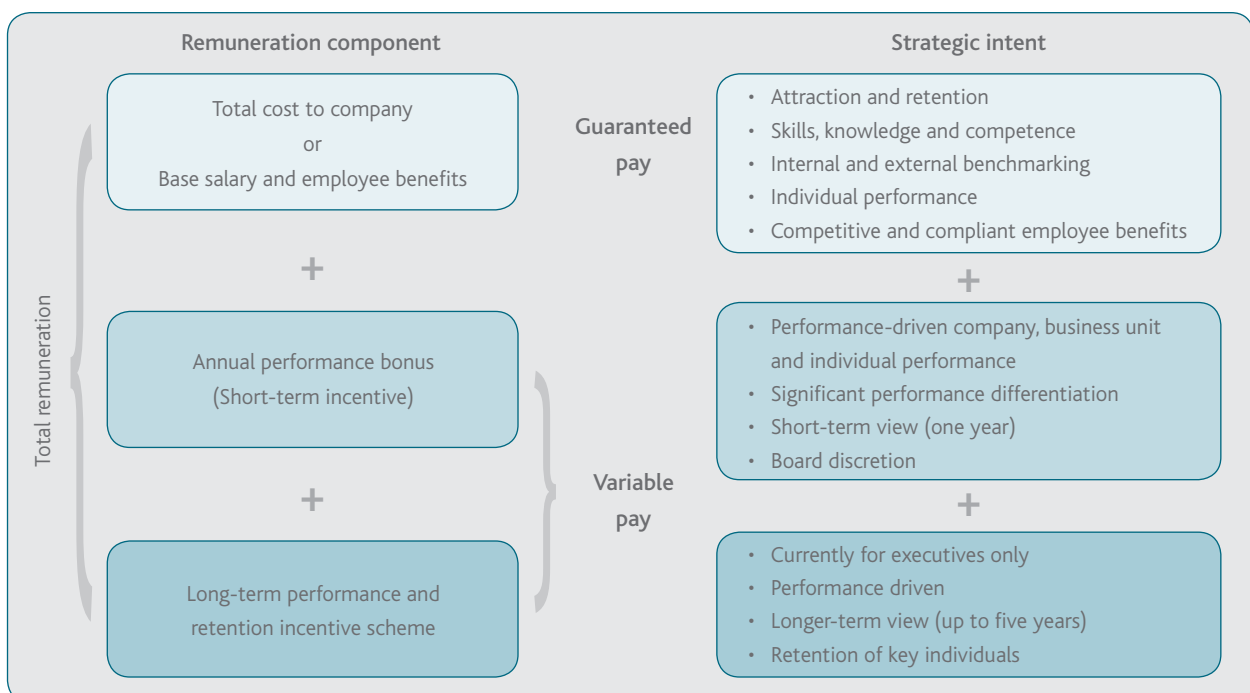 Remuneration component
Strategic intent
Total remuneration
Total cost to company
or
Base salary and employee benefits
Guaranteed
pay
• Attraction and retention
• Skills, knowledge and competence
• Internal and external benchmarking
• Individual performance
• Competitive and compliant employee benefits
+
+
Annual performance bonus
(Short-term incentive)
• Performance-driven company, business unit
and individual performance
• Significant performance differentiation
• Short-term view (one year)
• Board discretion
+
Variable
pay
+
Long-term performance and
retention incentive scheme
• Currently for executives only
• Performance driven
• Longer-term view (up to five years)
• Retention of key individuals